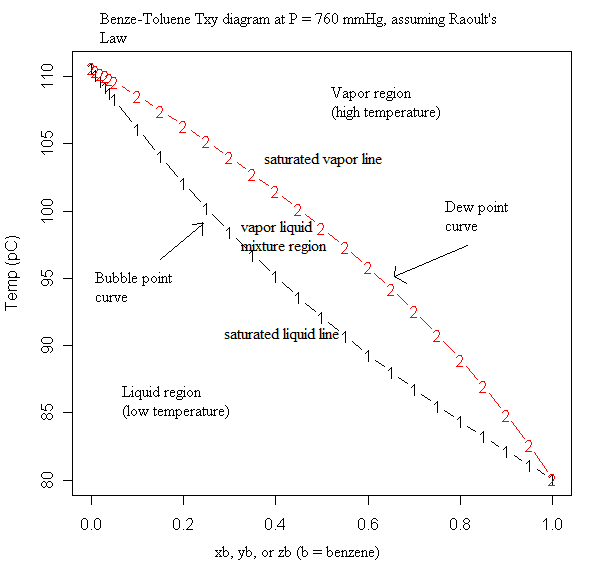 Benze-Toluene Txy diagram at P = 760 mmHg, assuming Raoult's
Law
Vapor region
(high temperature)
saturated vapor line
Dew point
curve
vapor liquid
mixture region
Bubble point
curve
saturated liquid line
Liquid region
(low temperature)
Temp (pC)
110
105
100
95
90
85
80
0.0 0.2 0.4 0.6 0.8 1.0
xb, yb, or zb (b = benzene)